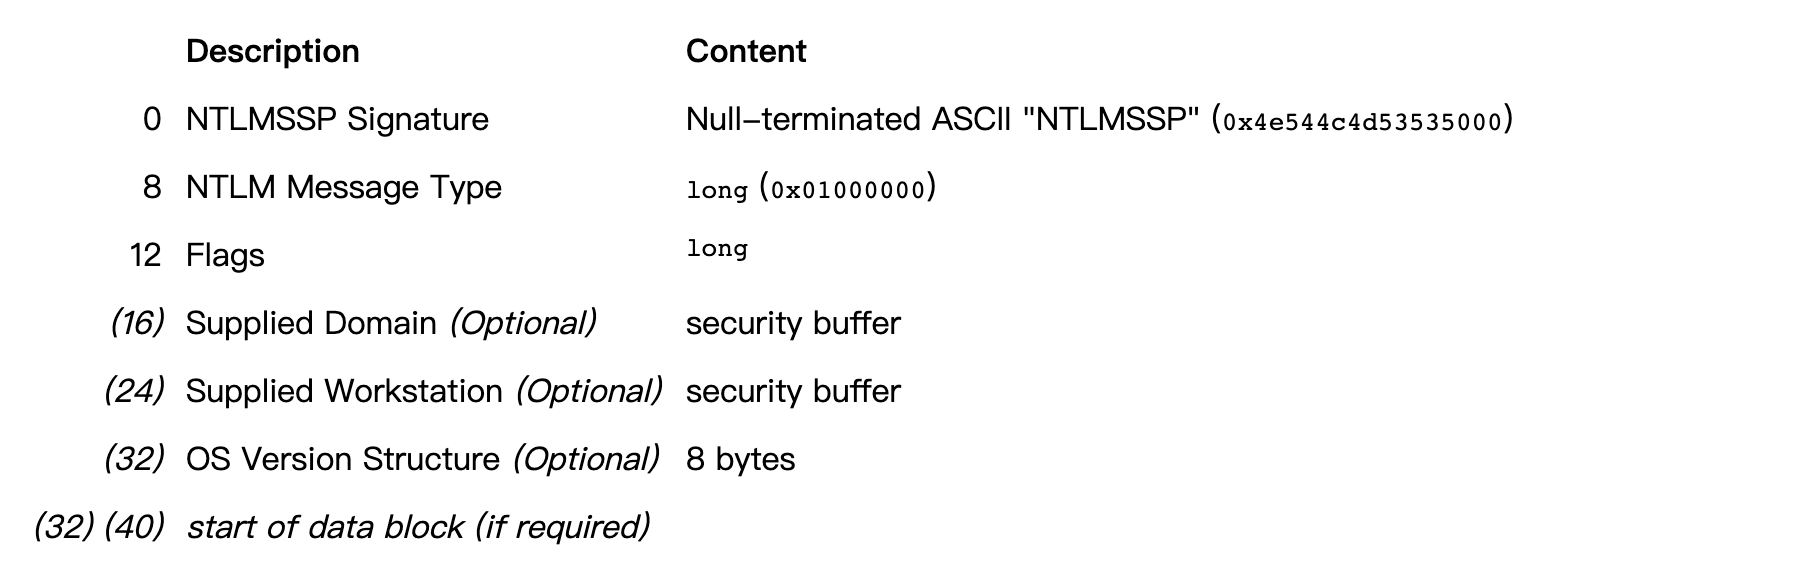 Description Content
0 NTLMSSP Signature Null-terminated ASCII "NTLMSSP" (0x4e544c4d53535000)
8 NTLM Message Type long (0x01000000)
12 Flags long
(16) Supplied Domain (Optional) security buffer
(24) Supplied Workstation (Optional) security buffer
(32) OS Version Structure (Optional) 8 bytes
(32) (40) start of data block (if required)